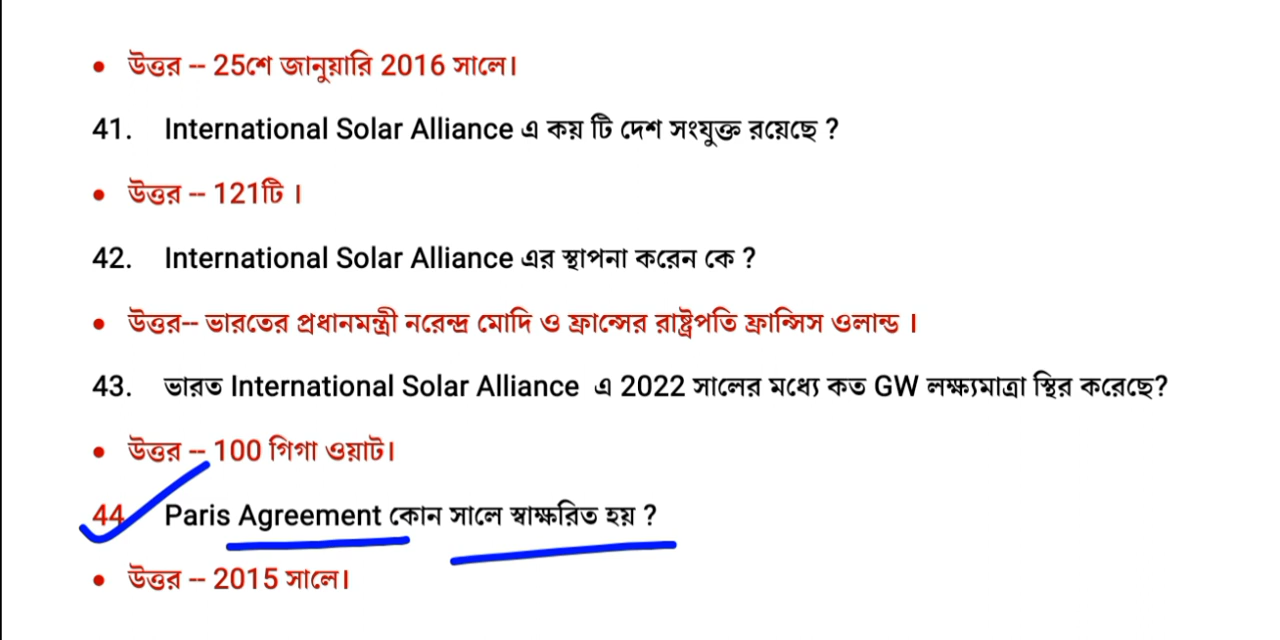 • উত্তর -- 25শে জানুয়ারি 2016 সালে।
41. International Solar Alliance এ কয় টি দেশ সংযুক্ত রয়েছে ?
• উত্তর -- 121টি ।
42. International Solar Alliance এর স্থাপনা করেন কে ?
• উত্তর-- ভারতের প্রধানমন্ত্রী নরেন্দ্র মোদি ও ফ্রান্সের রাষ্ট্রপতি ফ্রান্সিস ওলান্ড ।
43. ভারত International Solar Alliance এ 2022 সালের মধ্যে কত GW লক্ষ্যমাত্রা স্থির করেছে?
• উত্তর -- 100 গিগা ওয়াট।
44 Paris Agreement কোন সালে স্বাক্ষরিত হয় ?
• উত্তর -- 2015 সালে।